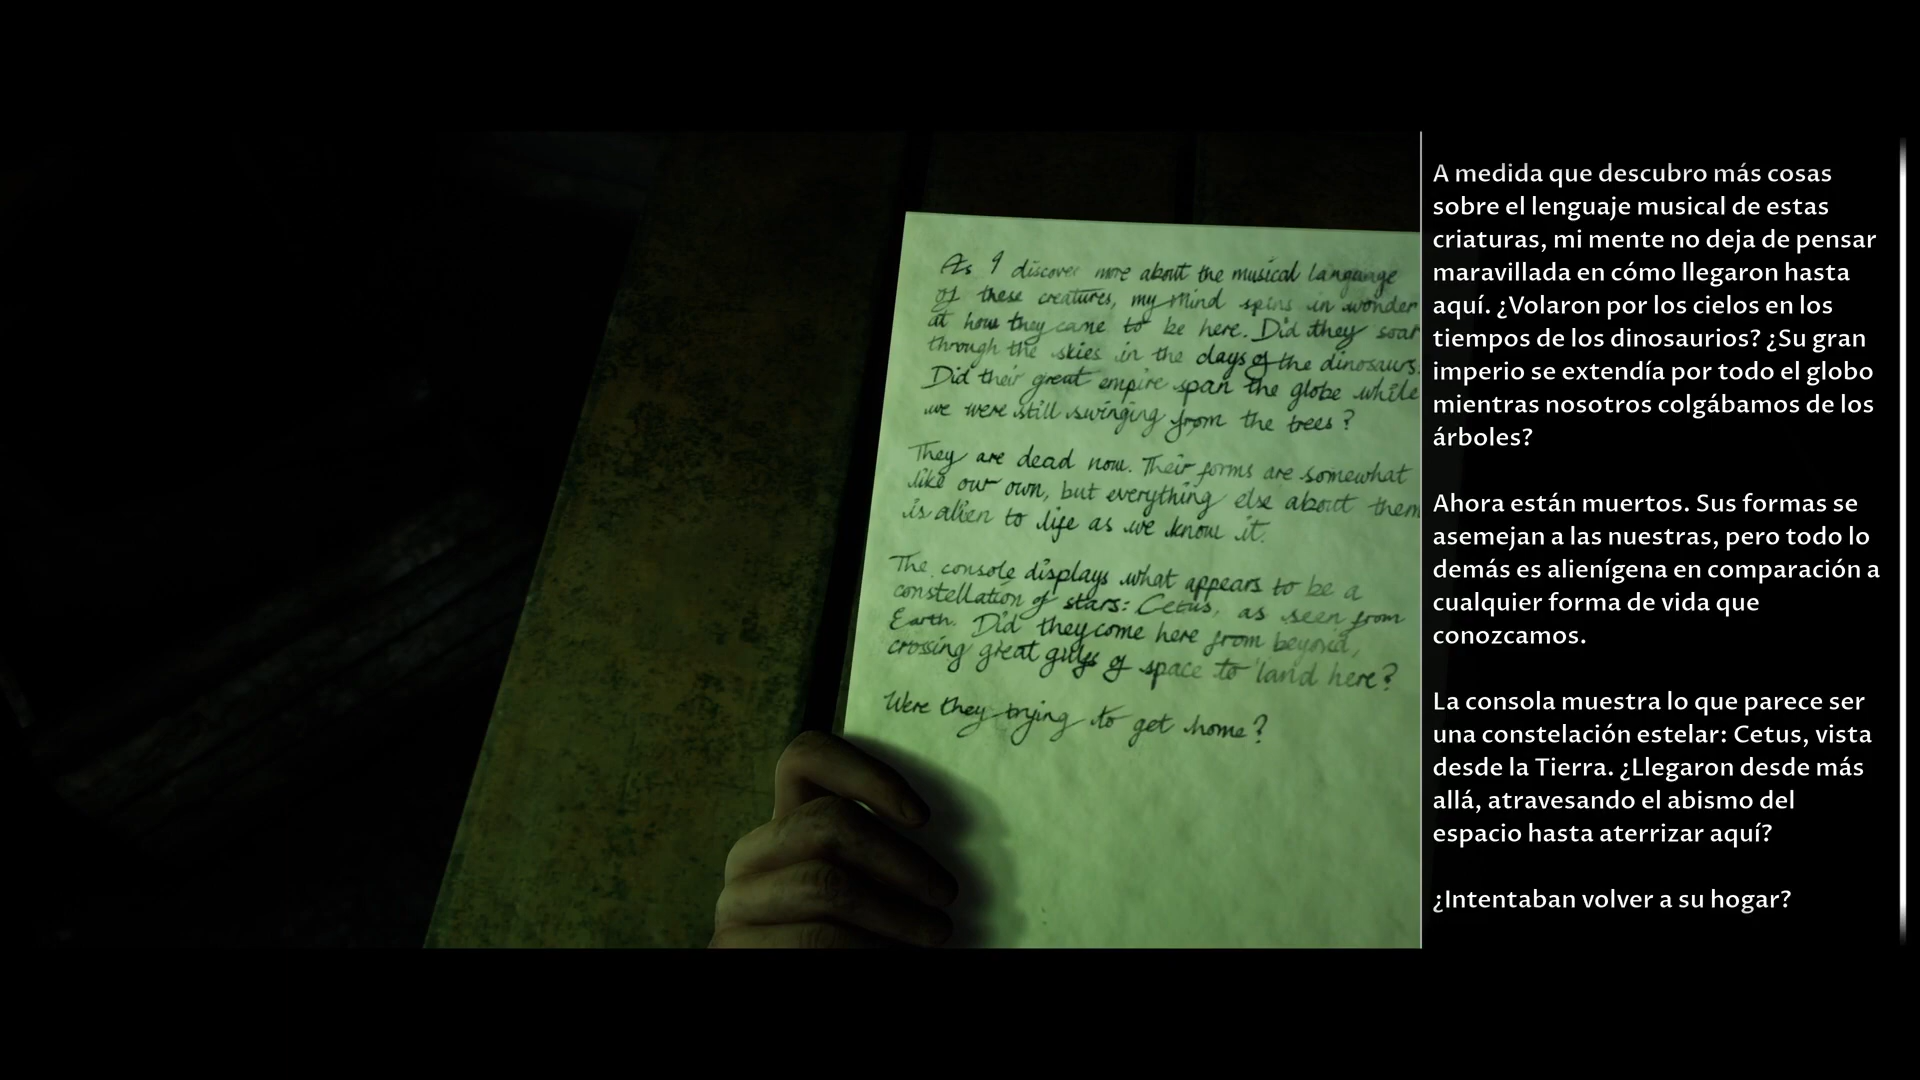 As I discover more about the musical language
of these creatures, my mind spins in wonder
at how they came to be here. Did they soar
through the skies in the days of the dinosaurs.
Did their great empire span the globe while
we were still swinging from the trees?
They are dead now. Their forms are somewhat
like our own, but everything else about them
is alien to life as we know it.
The console displays what appears to be a
constellation of stars: Cetus, as seen from
Earth. Did they come here from beyond,
crossing great gulfs of space to land here?
Were they trying to get home?
A medida que descubro más cosas
sobre el lenguaje musical de estas
criaturas, mi mente no deja de pensar
maravillada en cómo llegaron hasta
aquí. ¿Volaron por los cielos en los
tiempos de los dinosaurios? ¿Su gran
imperio se extendía por todo el globo
mientras nosotros colgábamos de los
árboles?
Ahora están muertos. Sus formas se
asemejan a las nuestras, pero todo lo
demás es alienígena en comparación a
cualquier forma de vida que
conozcamos.
La consola muestra lo que parece ser
una constelación estelar: Cetus, vista
desde la Tierra. ¿Llegaron desde más
allá, atravesando el abismo del
espacio hasta aterrizar aquí?
¿Intentaban volver a su hogar?